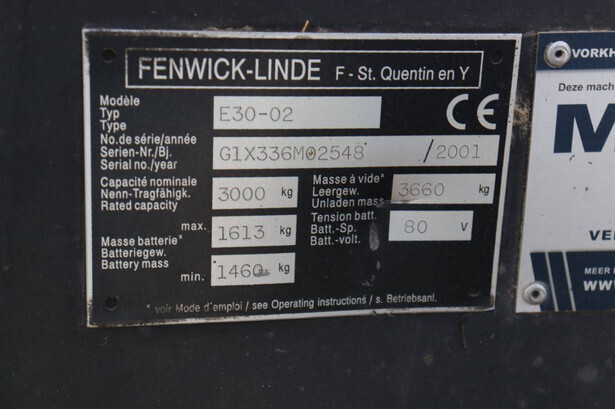 FENWICK-LINDE F - St. Quentin en Y
Modèle
Typ
Type
E30-02
CE
No.de série/année
Serien-Nr./Bj.
Serial no./year
G1X336M02548 /2001
Capacité nominale
Nenn-Tragfähigk.
Rated capacity
3000 kg
Masse à vide*
Leergew.
Unladen mass
3660 kg
max. 1613 kg
Masse batterie*
Batteriegew.
Battery mass
min. 1460 kg
Tension batt.
Batt.-Sp.
Batt.-volt.
80 V
* voir Mode d'emploi / see Operating instructions / s. Betriebsanl.
VORKH
Deze mach
M
VE
MEER
www